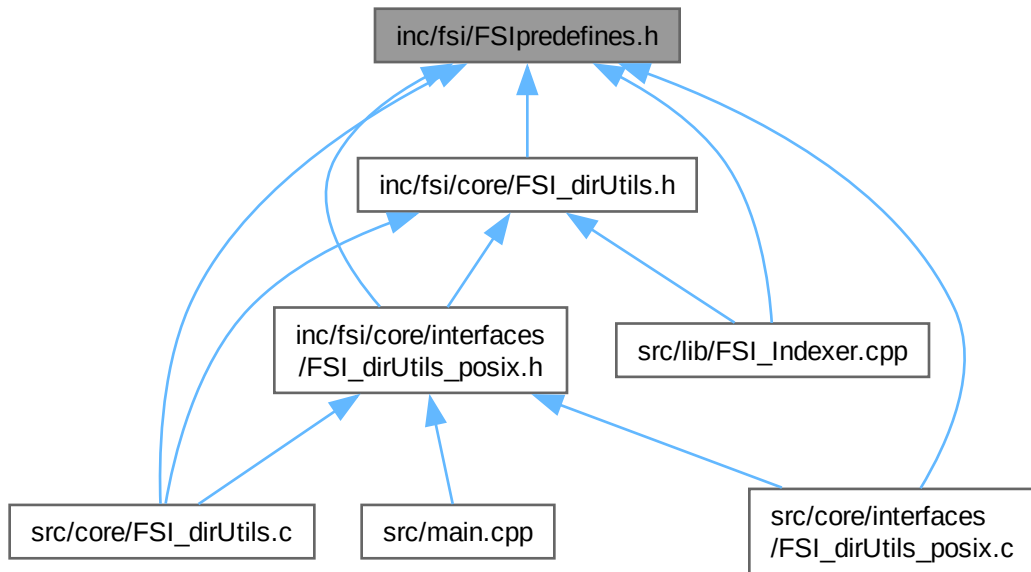 inc/fsi/FSIpredefines.h
inc/fsi/core/FSI_dirUtils.h
inc/fsi/core/interfaces
/FSI_dirUtils_posix.h
src/lib/FSI_Indexer.cpp
src/core/FSI_dirUtils.c
src/main.cpp
src/core/interfaces
/FSI_dirUtils_posix.c